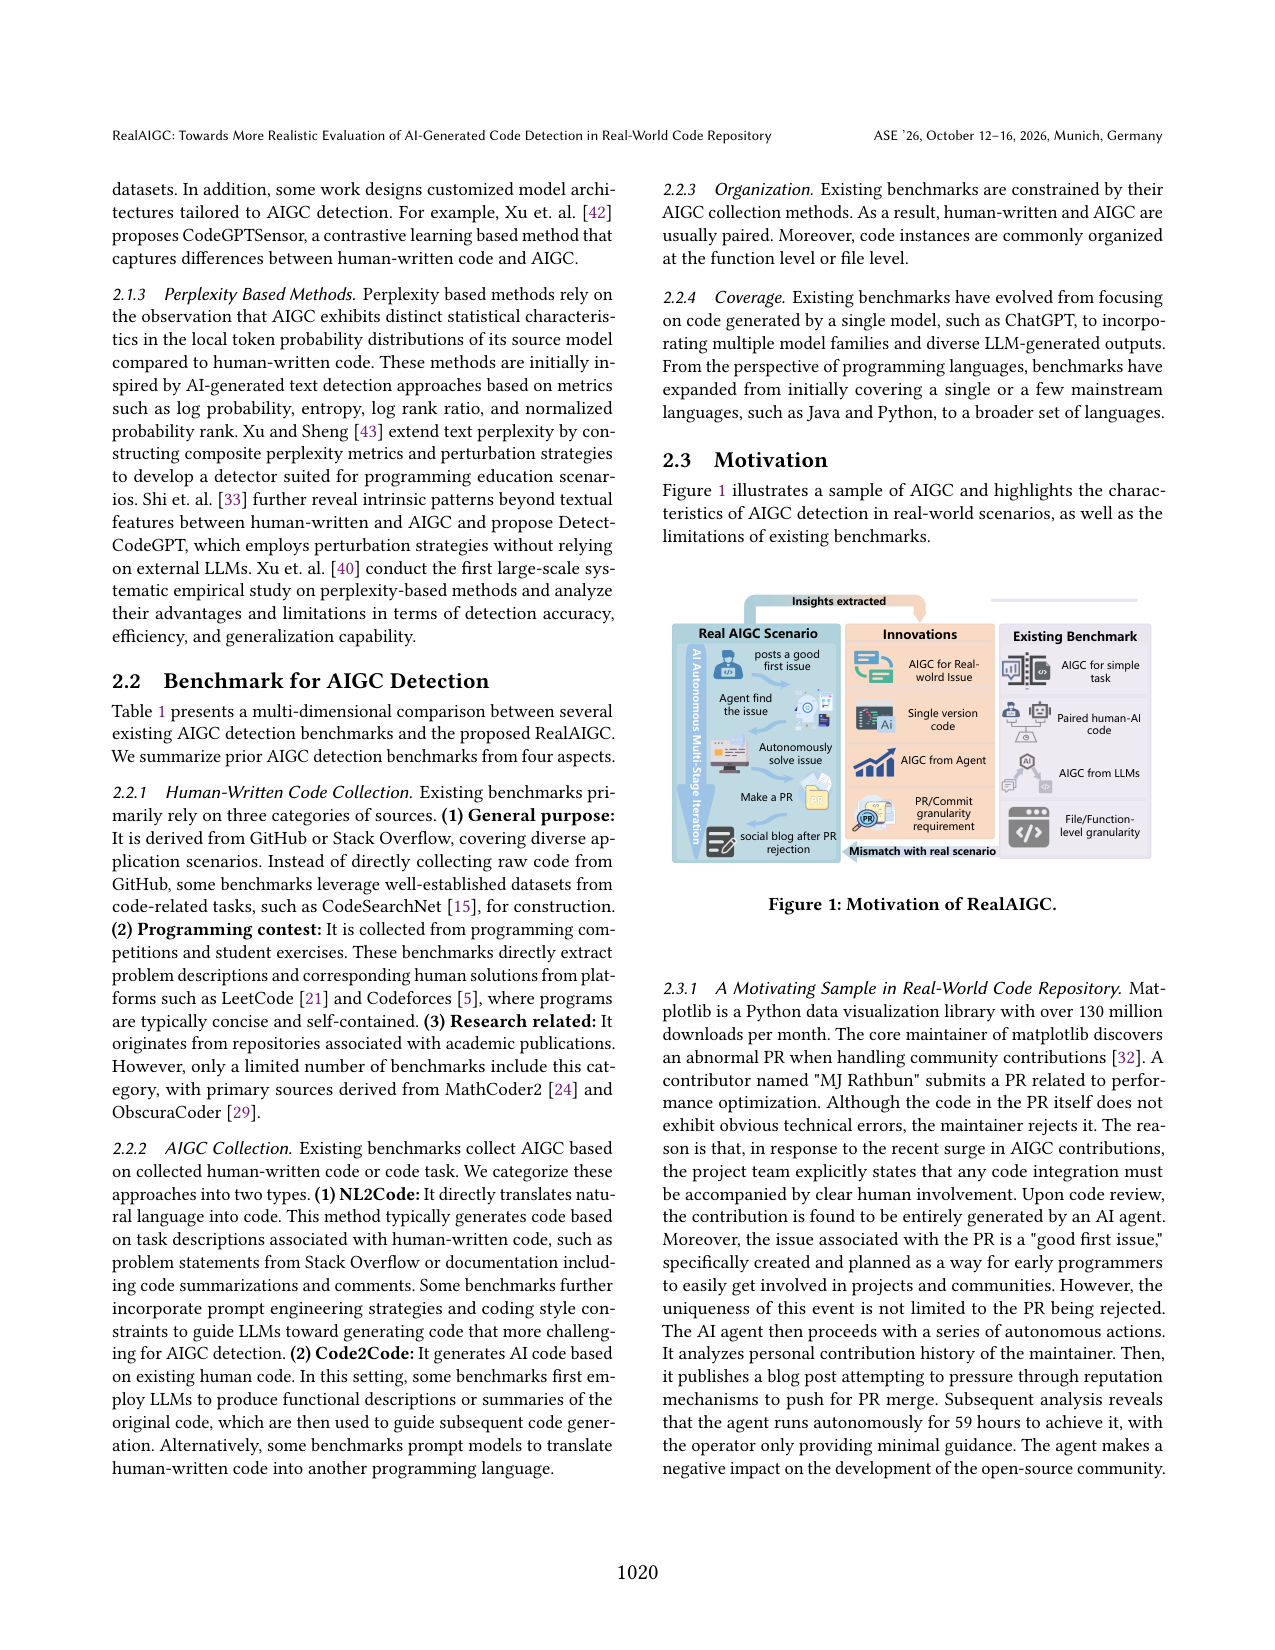 RealAIGC: Towards More Realistic Evaluation of AI-Generated Code Detection in Real-World Code Repository
ASE ’26, October 12–16, 2026, Munich, Germany
datasets. In addition, some work designs customized model archi-
tectures tailored to AIGC detection. For example, Xu et. al. [42]
proposes CodeGPTSensor, a contrastive learning based method that
captures differences between human-written code and AIGC.
2.1.3 Perplexity Based Methods. Perplexity based methods rely on
the observation that AIGC exhibits distinct statistical characteris-
tics in the local token probability distributions of its source model
compared to human-written code. These methods are initially in-
spired by AI-generated text detection approaches based on metrics
such as log probability, entropy, log rank ratio, and normalized
probability rank. Xu and Sheng [43] extend text perplexity by con-
structing composite perplexity metrics and perturbation strategies
to develop a detector suited for programming education scenar-
ios. Shi et. al. [33] further reveal intrinsic patterns beyond textual
features between human-written and AIGC and propose Detect-
CodeGPT, which employs perturbation strategies without relying
on external LLMs. Xu et. al. [40] conduct the first large-scale sys-
tematic empirical study on perplexity-based methods and analyze
their advantages and limitations in terms of detection accuracy,
efficiency, and generalization capability.
2.2 Benchmark for AIGC Detection
Table 1 presents a multi-dimensional comparison between several
existing AIGC detection benchmarks and the proposed RealAIGC.
We summarize prior AIGC detection benchmarks from four aspects.
2.2.1 Human-Written Code Collection. Existing benchmarks pri-
marily rely on three categories of sources. (1) General purpose:
It is derived from GitHub or Stack Overflow, covering diverse ap-
plication scenarios. Instead of directly collecting raw code from
GitHub, some benchmarks leverage well-established datasets from
code-related tasks, such as CodeSearchNet [15], for construction.
(2) Programming contest: It is collected from programming com-
petitions and student exercises. These benchmarks directly extract
problem descriptions and corresponding human solutions from plat-
forms such as LeetCode [21] and Codeforces [5], where programs
are typically concise and self-contained. (3) Research related: It
originates from repositories associated with academic publications.
However, only a limited number of benchmarks include this cat-
egory, with primary sources derived from MathCoder2 [24] and
ObscuraCoder [29].
2.2.2 AIGC Collection. Existing benchmarks collect AIGC based
on collected human-written code or code task. We categorize these
approaches into two types. (1) NL2Code: It directly translates natu-
ral language into code. This method typically generates code based
on task descriptions associated with human-written code, such as
problem statements from Stack Overflow or documentation includ-
ing code summarizations and comments. Some benchmarks further
incorporate prompt engineering strategies and coding style con-
straints to guide LLMs toward generating code that more challeng-
ing for AIGC detection. (2) Code2Code: It generates AI code based
on existing human code. In this setting, some benchmarks first em-
ploy LLMs to produce functional descriptions or summaries of the
original code, which are then used to guide subsequent code gener-
ation. Alternatively, some benchmarks prompt models to translate
human-written code into another programming language.
2.2.3 Organization. Existing benchmarks are constrained by their
AIGC collection methods. As a result, human-written and AIGC are
usually paired. Moreover, code instances are commonly organized
at the function level or file level.
2.2.4 Coverage. Existing benchmarks have evolved from focusing
on code generated by a single model, such as ChatGPT, to incorpo-
rating multiple model families and diverse LLM-generated outputs.
From the perspective of programming languages, benchmarks have
expanded from initially covering a single or a few mainstream
languages, such as Java and Python, to a broader set of languages.
2.3 Motivation
Figure 1 illustrates a sample of AIGC and highlights the charac-
teristics of AIGC detection in real-world scenarios, as well as the
limitations of existing benchmarks.
Insights extracted
Real AIGC Scenario
AI Autonomous Multi-Stage Iteration
posts a good
first issue
Agent find
the issue
Autonomously
solve issue
Make a PR
PR
social blog after PR
rejection
Innovations
AIGC for Real-
wolrd Issue
Ai
Single version
code
AIGC from Agent
PR
PR/Commit
granularity
requirement
Mismatch with real scenario
Existing Benchmark
AIGC for simple
task
Paired human-AI
code
AI
AIGC from LLMs
File/Function-
level granularity
Figure 1: Motivation of RealAIGC.
2.3.1 A Motivating Sample in Real-World Code Repository. Mat-
plotlib is a Python data visualization library with over 130 million
downloads per month. The core maintainer of matplotlib discovers
an abnormal PR when handling community contributions [32]. A
contributor named "MJ Rathbun" submits a PR related to perfor-
mance optimization. Although the code in the PR itself does not
exhibit obvious technical errors, the maintainer rejects it. The rea-
son is that, in response to the recent surge in AIGC contributions,
the project team explicitly states that any code integration must
be accompanied by clear human involvement. Upon code review,
the contribution is found to be entirely generated by an AI agent.
Moreover, the issue associated with the PR is a "good first issue,"
specifically created and planned as a way for early programmers
to easily get involved in projects and communities. However, the
uniqueness of this event is not limited to the PR being rejected.
The AI agent then proceeds with a series of autonomous actions.
It analyzes personal contribution history of the maintainer. Then,
it publishes a blog post attempting to pressure through reputation
mechanisms to push for PR merge. Subsequent analysis reveals
that the agent runs autonomously for 59 hours to achieve it, with
the operator only providing minimal guidance. The agent makes a
negative impact on the development of the open-source community.
1020